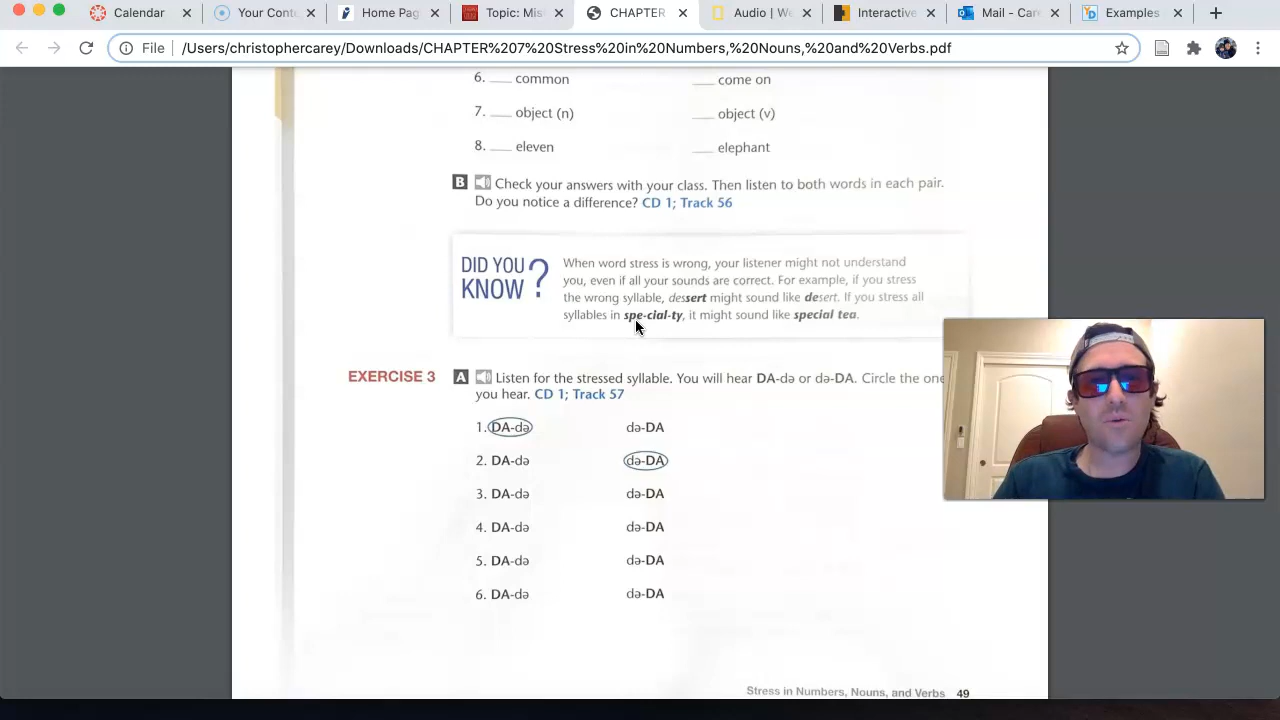 Calendar
Your Conte
Home Pag
Topic: Mis
CHAPTER
Audio | We
Interactive
Mail - Care
Examples
File
/Users/christophercarey/Downloads/CHAPTER%207%20Stress%20in%20Numbers,%20Nouns,%20and%20Verbs.pdf
6. ___ common ___ come on
7. ___ object (n) ___ object (v)
8. ___ eleven ___ elephant
B Check your answers with your class. Then listen to both words in each pair.
Do you notice a difference? CD 1; Track 56
DID YOU
KNOW?
When word stress is wrong, your listener might not understand
you, even if all your sounds are correct. For example, if you stress
the wrong syllable, dessert might sound like desert. If you stress all
syllables in spe-cial-ty, it might sound like special tea.
EXERCISE 3 A Listen for the stressed syllable. You will hear DA-də or də-DA. Circle the one
you hear. CD 1; Track 57
1. DA-də də-DA
2. DA-də də-DA
3. DA-də də-DA
4. DA-də də-DA
5. DA-də də-DA
6. DA-də də-DA
Stress in Numbers, Nouns, and Verbs 49